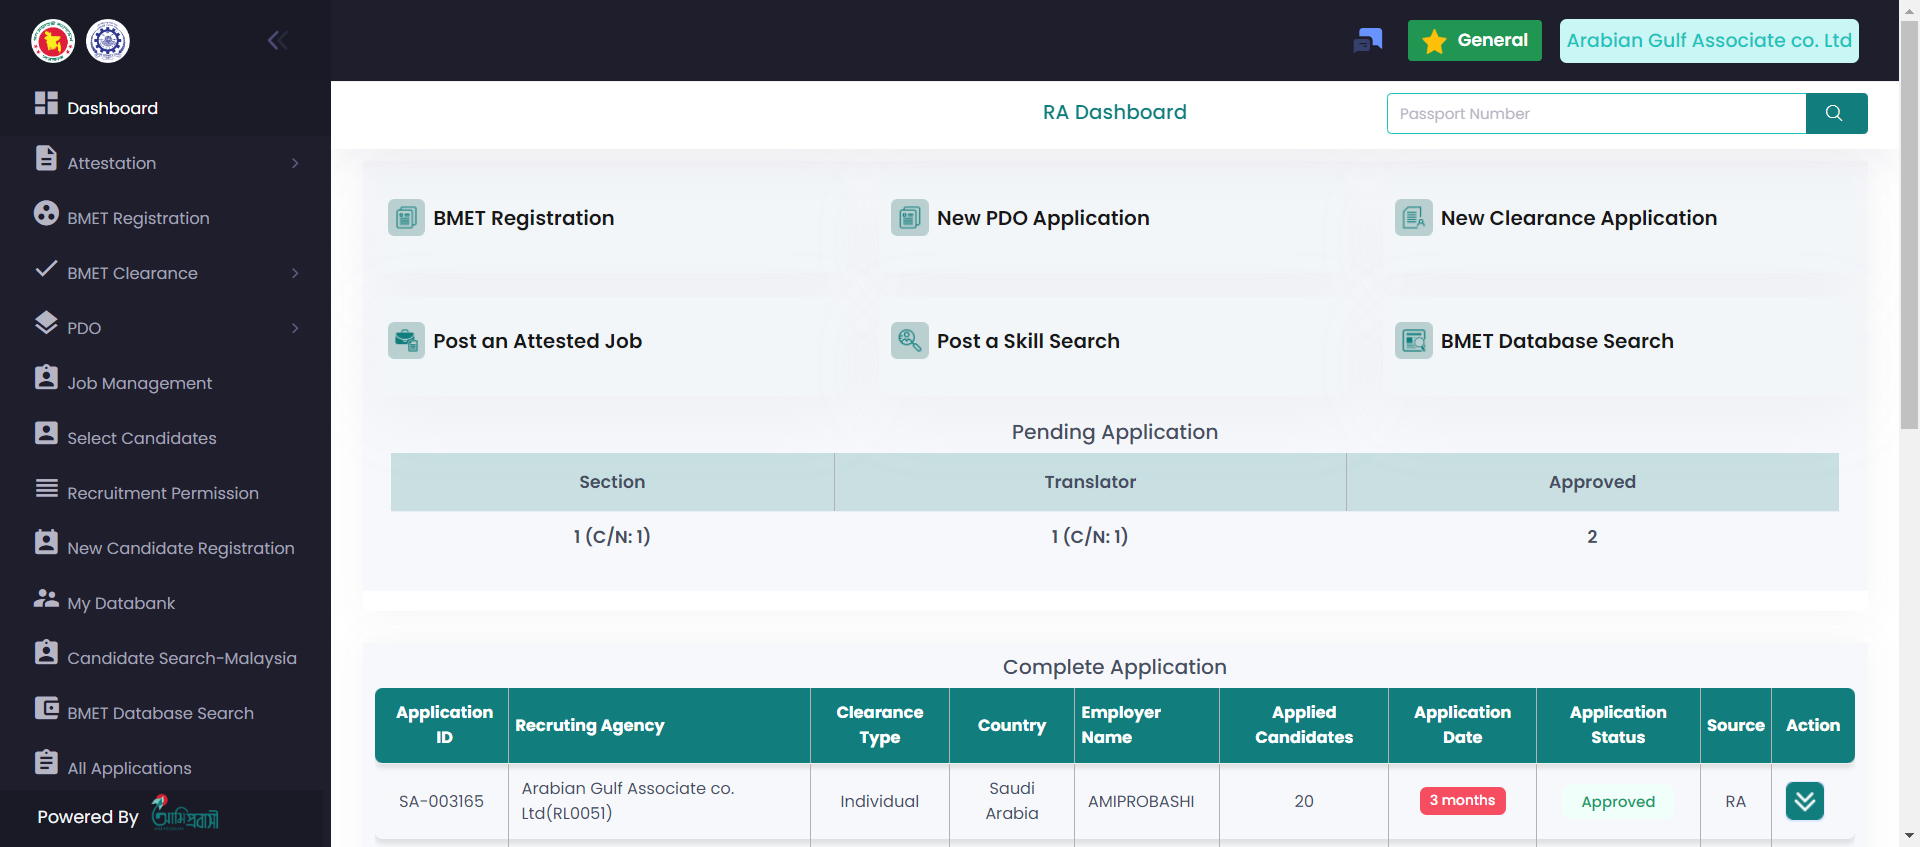 General
Arabian Gulf Associate co. Ltd
Dashboard
Attestation
BMET Registration
BMET Clearance
PDO
Job Management
Select Candidates
Recruitment Permission
New Candidate Registration
My Databank
Candidate Search-Malaysia
BMET Database Search
All Applications
Powered By আমি প্রবাসী
RA Dashboard
Passport Number
BMET Registration
New PDO Application
New Clearance Application
Post an Attested Job
Post a Skill Search
BMET Database Search
Pending Application
Section Translator Approved
1 (C/N: 1) 1 (C/N: 1) 2
Complete Application
Application ID Recruting Agency Clearance Type Country Employer Name Applied Candidates Application Date Application Status Source Action
SA-003165 Arabian Gulf Associate co. Ltd(RL0051) Individual Saudi Arabia AMIPROBASHI 20 3 months Approved RA